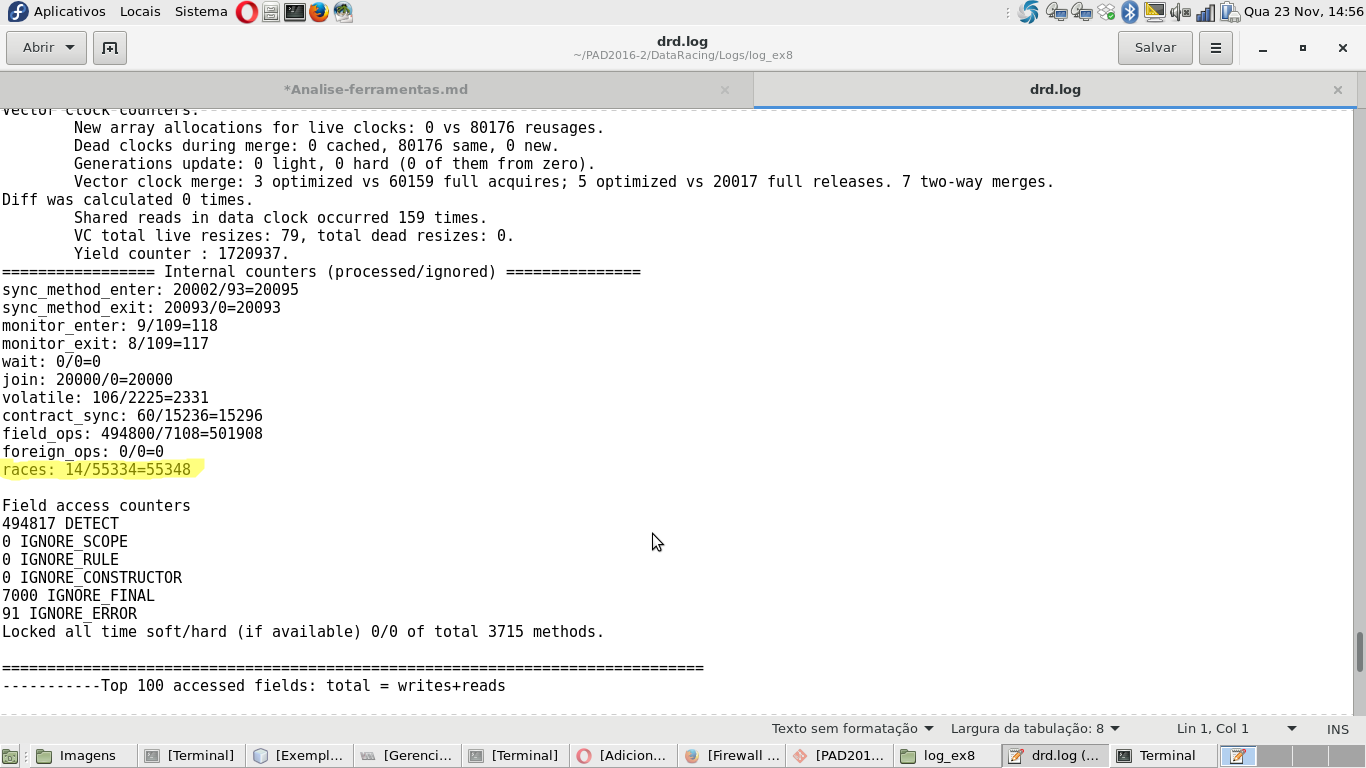 Aplicativos Locais Sistema Qua 23 Nov, 14:56
Abrir drd.log Salvar
~/PAD2016-2/DataRacing/Logs/log_ex8
*Analise-ferramentas.md drd.log
Vector clock counters:
New array allocations for live clocks: 0 vs 80176 reusages.
Dead clocks during merge: 0 cached, 80176 same, 0 new.
Generations update: 0 light, 0 hard (0 of them from zero).
Vector clock merge: 3 optimized vs 60159 full acquires; 5 optimized vs 20017 full releases. 7 two-way merges.
Diff was calculated 0 times.
Shared reads in data clock occurred 159 times.
VC total live resizes: 79, total dead resizes: 0.
Yield counter : 1720937.
================= Internal counters (processed/ignored) ===============
sync_method_enter: 20002/93=20095
sync_method_exit: 20093/0=20093
monitor_enter: 9/109=118
monitor_exit: 8/109=117
wait: 0/0=0
join: 20000/0=20000
volatile: 106/2225=2331
contract_sync: 60/15236=15296
field_ops: 494800/7108=501908
foreign_ops: 0/0=0
races: 14/55334=55348
Field access counters
494817 DETECT
0 IGNORE_SCOPE
0 IGNORE_RULE
0 IGNORE_CONSTRUCTOR
7000 IGNORE_FINAL
91 IGNORE_ERROR
Locked all time soft/hard (if available) 0/0 of total 3715 methods.
==============================================================================
-----------Top 100 accessed fields: total = writes+reads
Texto sem formatação Largura da tabulação: 8 Lin 1, Col 1 INS
Imagens [Terminal] [Exempl... [Gerenci... [Terminal] [Adicion... [Firewall ... [PAD201... log_ex8 drd.log (... Terminal